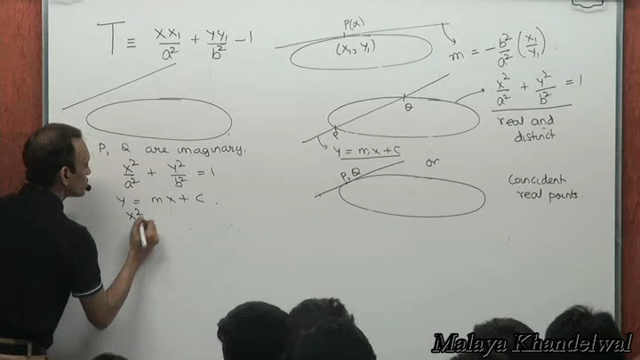 T ≡ xx₁/a² + yy₁/b² - 1
P(x)
(x₁, y₁)
m = -b²/a² (x₁/y₁).
P, Q are imaginary.
x²/a² + y²/b² = 1
y = mx + c.
x²
P
Q
y = mx + c
x²/a² + y²/b² = 1
real and
distinct
or
P, Q
coincident
real points.
Malaya Khandelwal